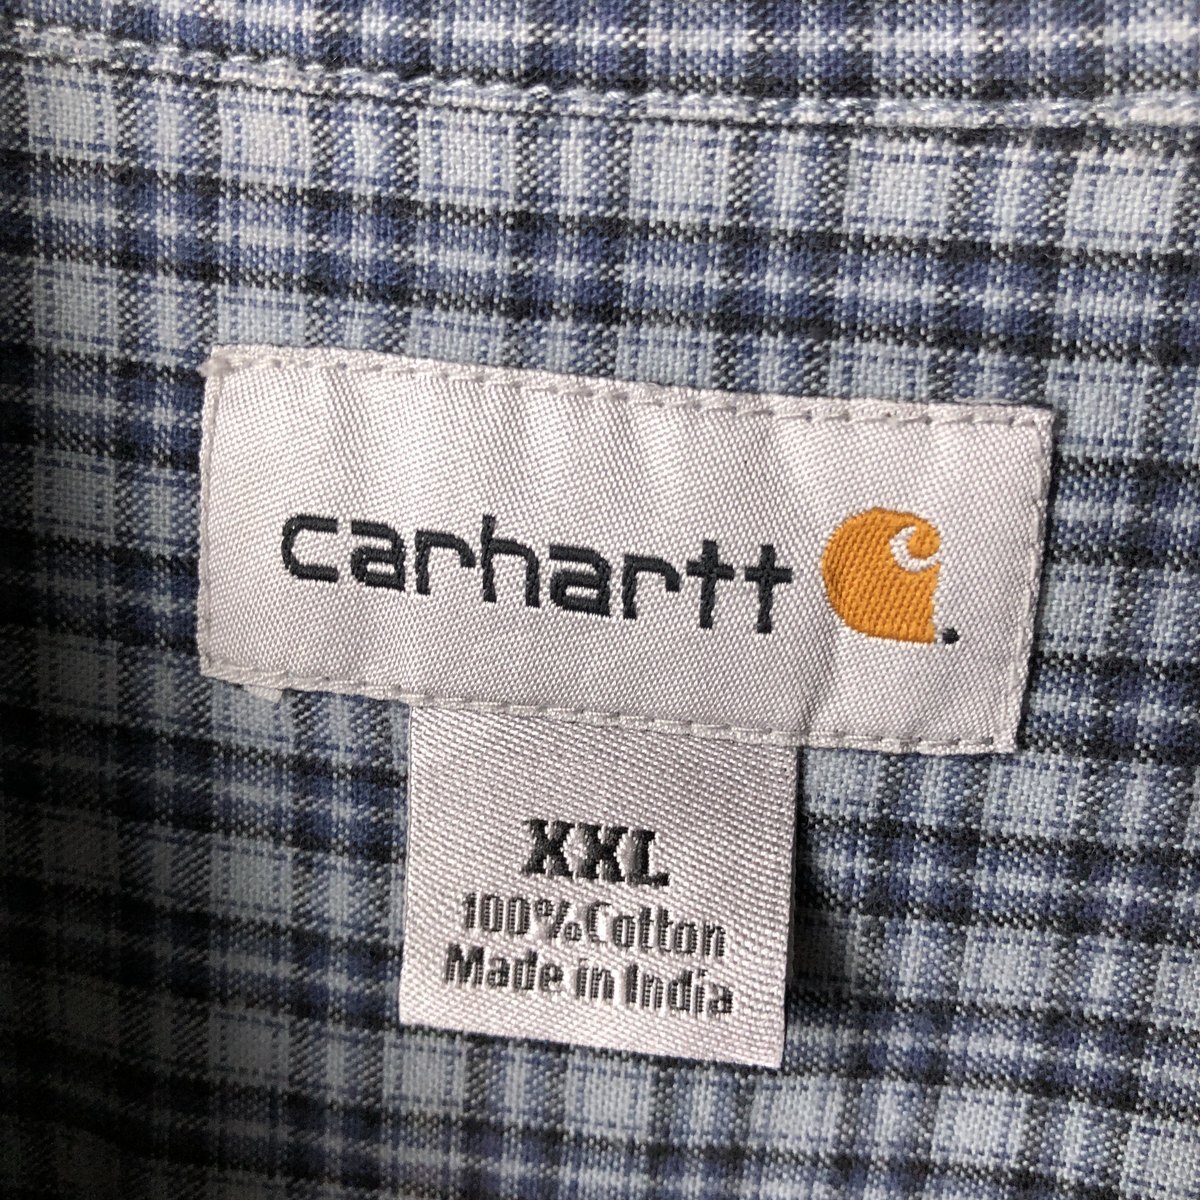 carhartt
XXL
100%Cotton
Made in India